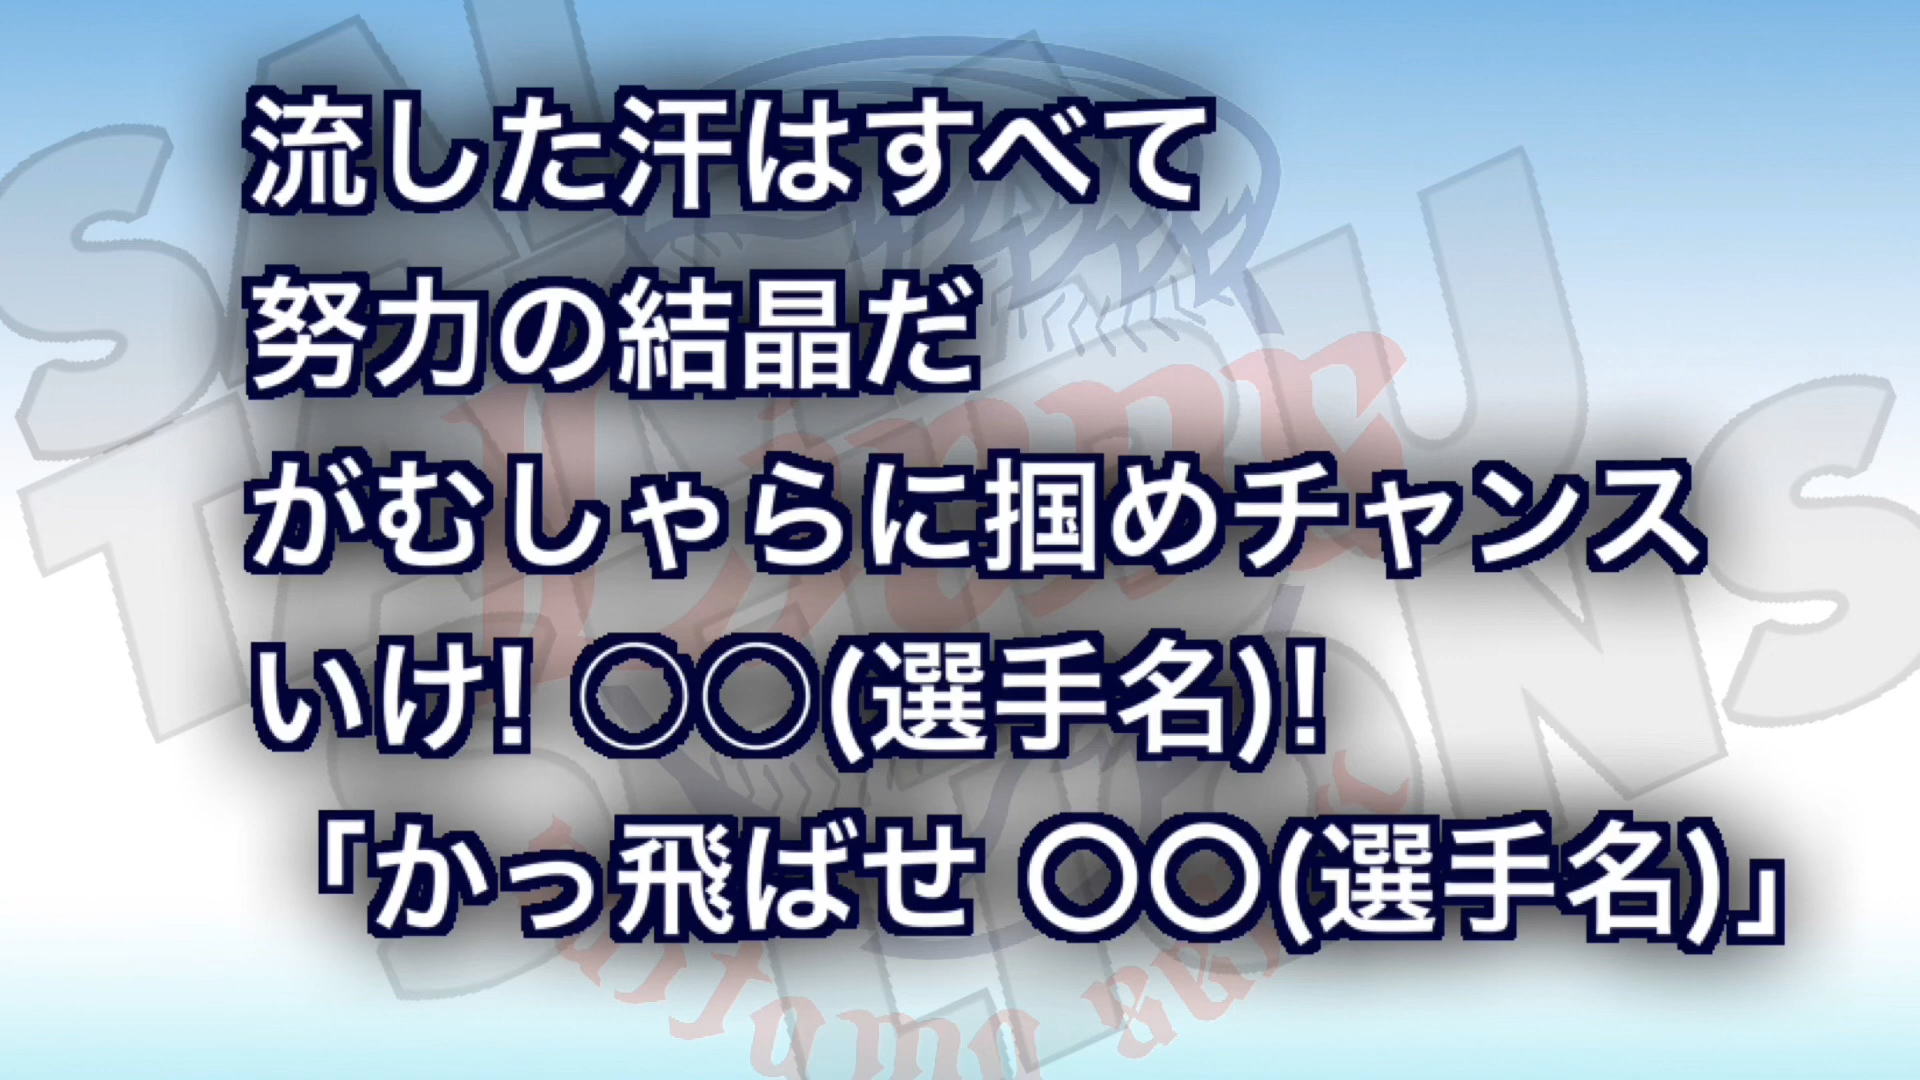 流した汗はすべて
努力の結晶だ
がむしゃらに掴めチャンス
いけ! ○○(選手名)!
「かっ飛ばせ 〇〇(選手名)」
Lions